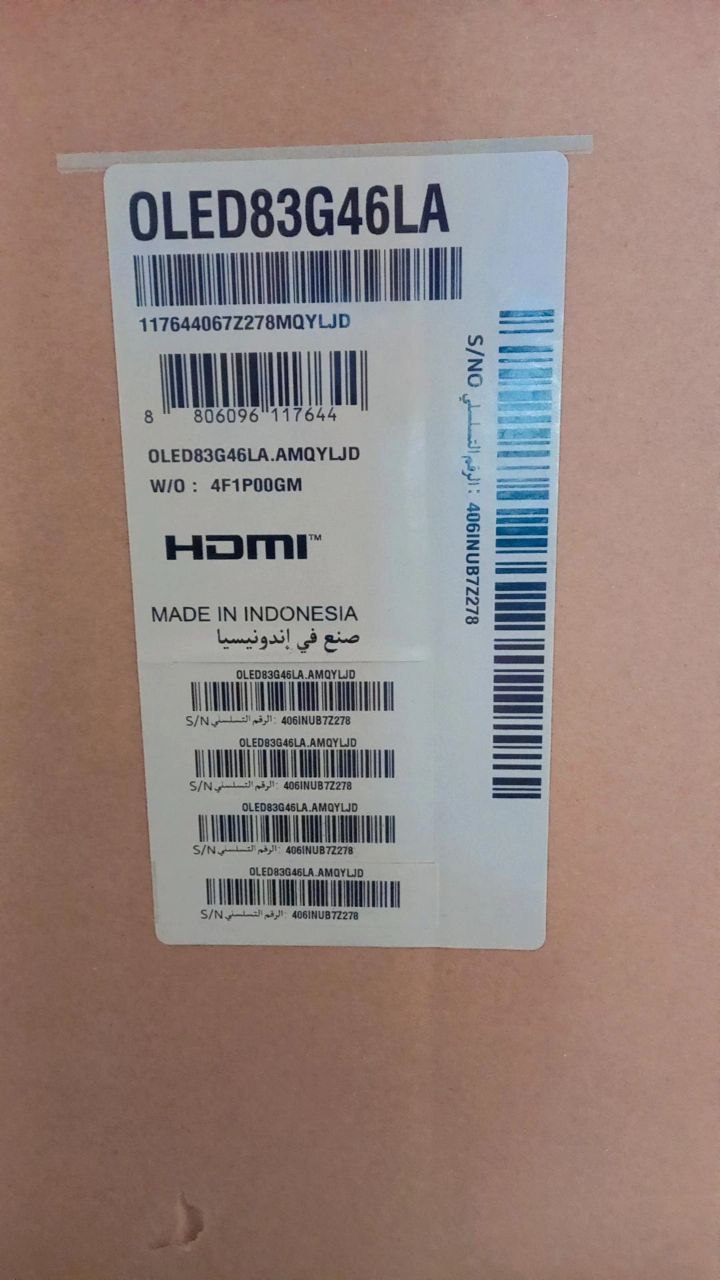 OLED83G46LA
117644067Z278MQYLJD
8 806096 117644
OLED83G46LA.AMQYLJD
W/O : 4F1P00GM
HDMI™
MADE IN INDONESIA
صنع في إندونيسيا
S/NO الرقم التسلسلي : 406INUB7Z278
OLED83G46LA.AMQYLJD
S/N الرقم التسلسلي : 406INUB7Z278
OLED83G46LA.AMQYLJD
S/N الرقم التسلسلي : 406INUB7Z278
OLED83G46LA.AMQYLJD
S/N الرقم التسلسلي : 406INUB7Z278
OLED83G46LA.AMQYLJD
S/N الرقم التسلسلي : 406INUB7Z278